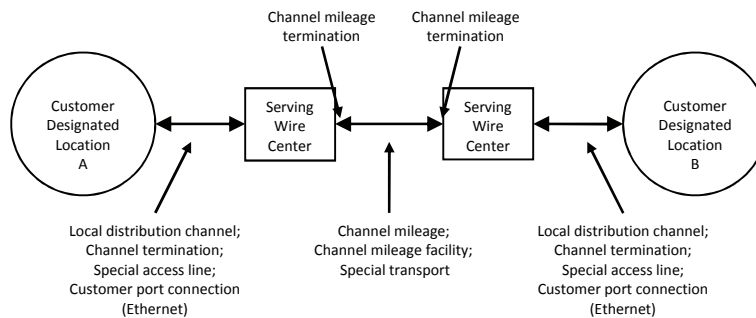 Channel mileage
termination
Channel mileage
termination
Customer
Designated
Location
A
Serving
Wire
Center
Serving
Wire
Center
Customer
Designated
Location
B
Local distribution channel;
Channel termination;
Special access line;
Customer port connection
(Ethernet)
Channel mileage;
Channel mileage facility;
Special transport
Local distribution channel;
Channel termination;
Special access line;
Customer port connection
(Ethernet)